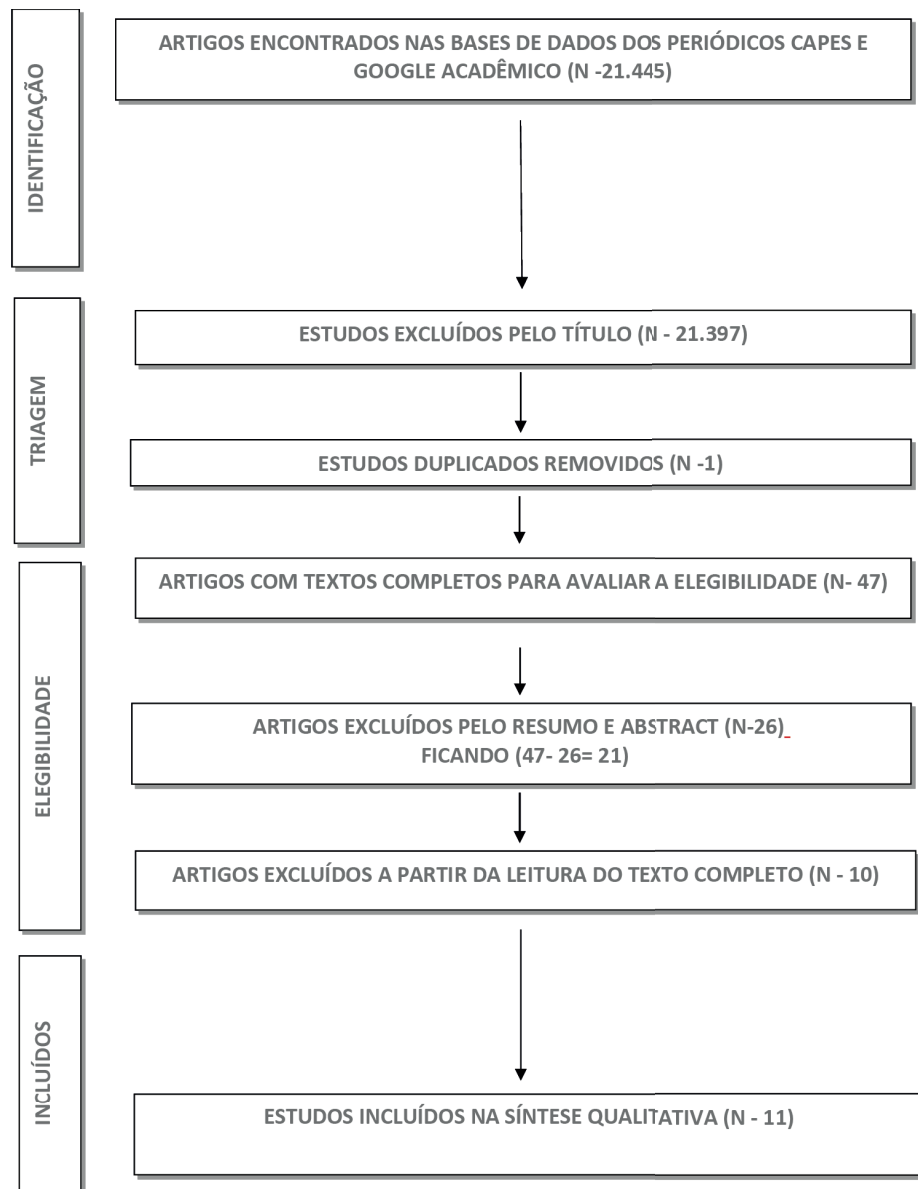 IDENTIFICAÇÃO
ARTIGOS ENCONTRADOS NAS BASES DE DADOS DOS PERIÓDICOS CAPES E
GOOGLE ACADÊMICO (N -21.445)
TRIAGEM
ESTUDOS EXCLUÍDOS PELO TÍTULO (N - 21.397)
ESTUDOS DUPLICADOS REMOVIDOS (N -1)
ELEGIBILIDADE
ARTIGOS COM TEXTOS COMPLETOS PARA AVALIAR A ELEGIBILIDADE (N- 47)
ARTIGOS EXCLUÍDOS PELO RESUMO E ABSTRACT (N-26)
FICANDO (47- 26= 21)
ARTIGOS EXCLUÍDOS A PARTIR DA LEITURA DO TEXTO COMPLETO (N - 10)
INCLUÍDOS
ESTUDOS INCLUÍDOS NA SÍNTESE QUALITATIVA (N - 11)